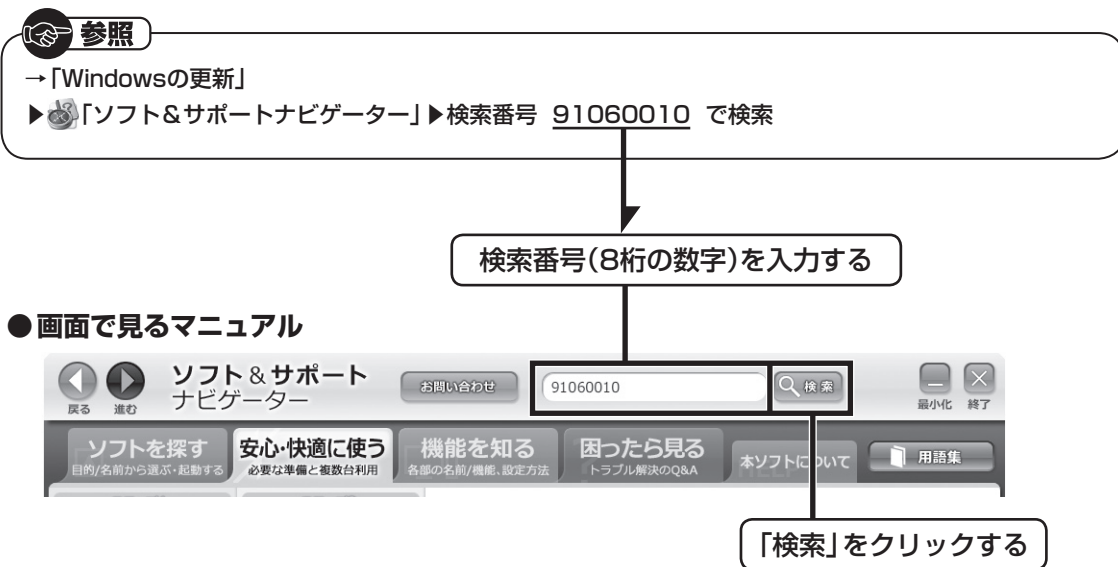 参照
→「Windowsの更新」
▶「ソフト&サポートナビゲーター」▶検索番号 91060010 で検索
検索番号(8桁の数字)を入力する
●画面で見るマニュアル
戻る 進む
ソフト&サポート
ナビゲーター
お問い合わせ
91060010
検索
最小化 終了
ソフトを探す
目的/名前から選ぶ・起動する
安心・快適に使う
必要な準備と複数台利用
機能を知る
各部の名前/機能、設定方法
困ったら見る
トラブル解決のQ&A
本ソフトについて
用語集
「検索」をクリックする